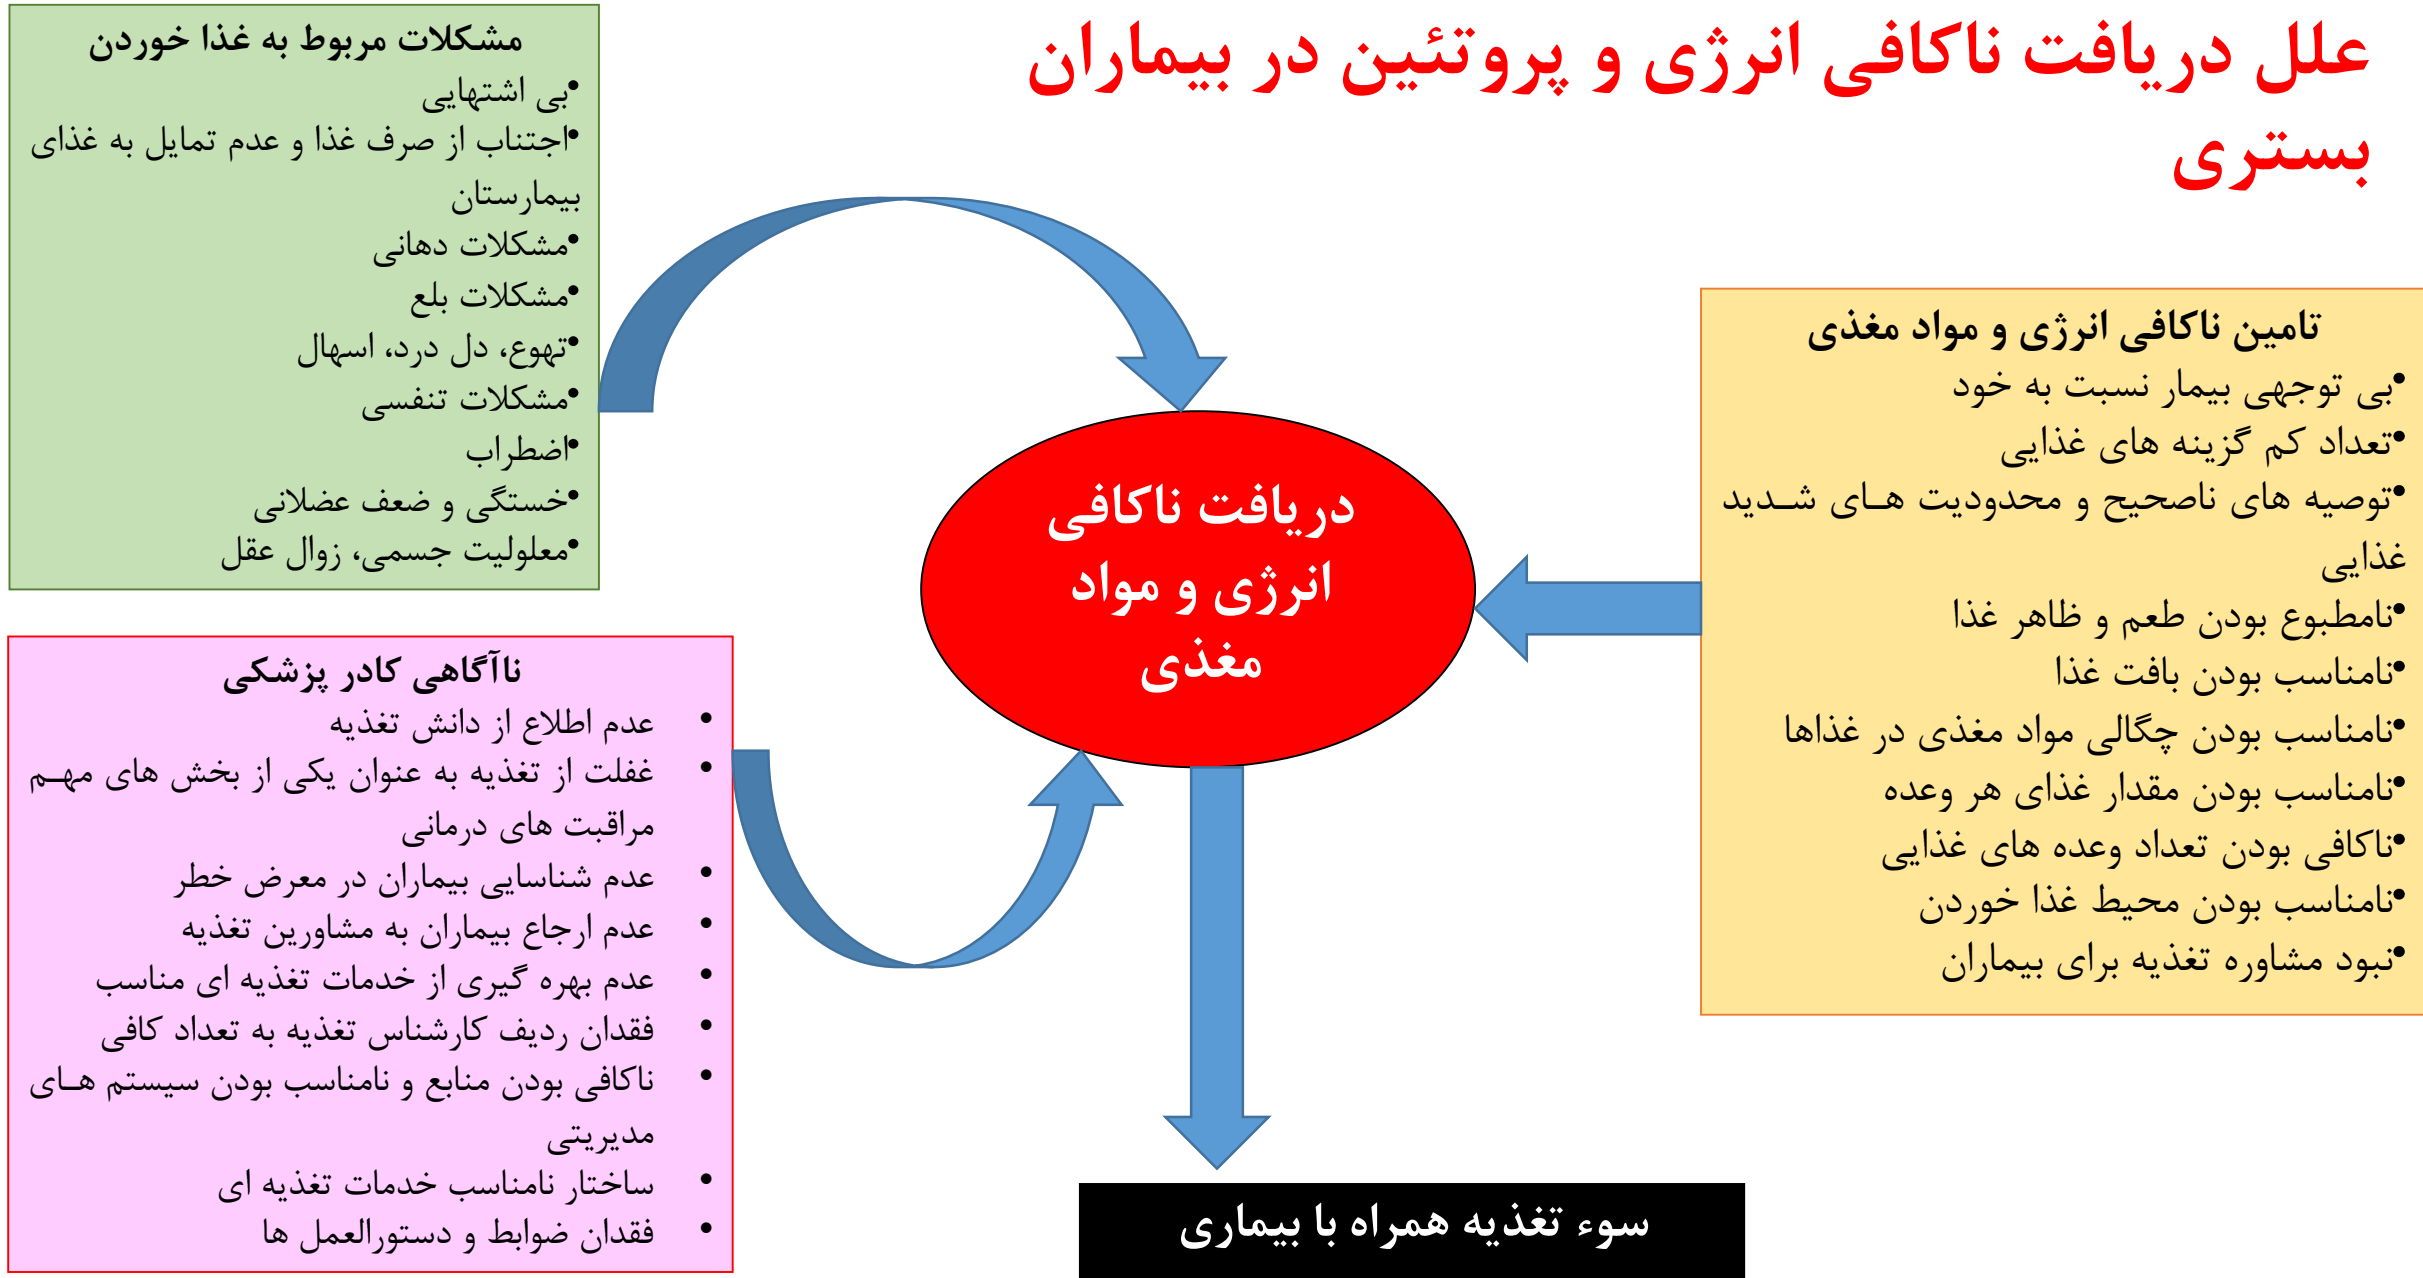 علل دریافت ناکافی انرژی و پروتئین در بیماران
بستری
مشکلات مربوط به غذا خوردن
•بی اشتهایی
•اجتناب از صرف غذا و عدم تمایل به غذای
بیمارستان
•مشکلات دهانی
•مشکلات بلع
•تهوع، دل درد، اسهال
•مشکلات تنفسی
•اضطراب
•خستگی و ضعف عضلانی
•معلولیت جسمی، زوال عقل
تامین ناکافی انرژی و مواد مغذی
•بی توجهی بیمار نسبت به خود
•تعداد کم گزینه های غذایی
•توصیه های ناصحیح و محدودیت هـای شـدید
غذایی
•نامطبوع بودن طعم و ظاهر غذا
•نامناسب بودن بافت غذا
•نامناسب بودن چگالی مواد مغذی در غذاها
•نامناسب بودن مقدار غذای هر وعده
•ناکافی بودن تعداد وعده های غذایی
•نامناسب بودن محیط غذا خوردن
•نبود مشاوره تغذیه برای بیماران
دریافت ناکافی
انرژی و مواد
مغذی
ناآگاهی کادر پزشکی
• عدم اطلاع از دانش تغذیه
• غفلت از تغذیه به عنوان یکی از بخش های مهـم
مراقبت های درمانی
• عدم شناسایی بیماران در معرض خطر
• عدم ارجاع بیماران به مشاورین تغذیه
• عدم بهره گیری از خدمات تغذیه ای مناسب
• فقدان ردیف کارشناس تغذیه به تعداد کافی
• ناکافی بودن منابع و نامناسب بودن سیستم هـای
مدیریتی
• ساختار نامناسب خدمات تغذیه ای
• فقدان ضوابط و دستورالعمل ها
سوء تغذیه همراه با بیماری